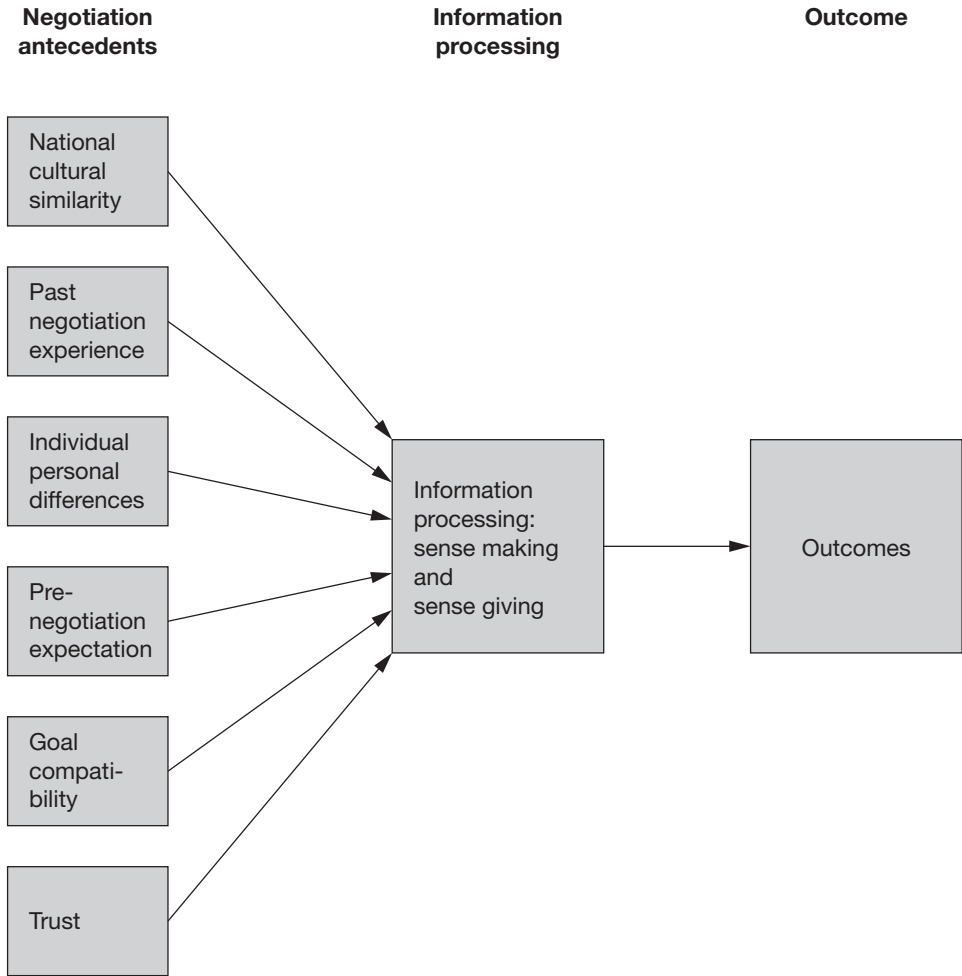 Negotiation
antecedents
Information
processing
Outcome
National
cultural
similarity
Past
negotiation
experience
Individual
personal
differences
Pre-
negotiation
expectation
Goal
compati-
bility
Trust
Information
processing:
sense making
and
sense giving
Outcomes